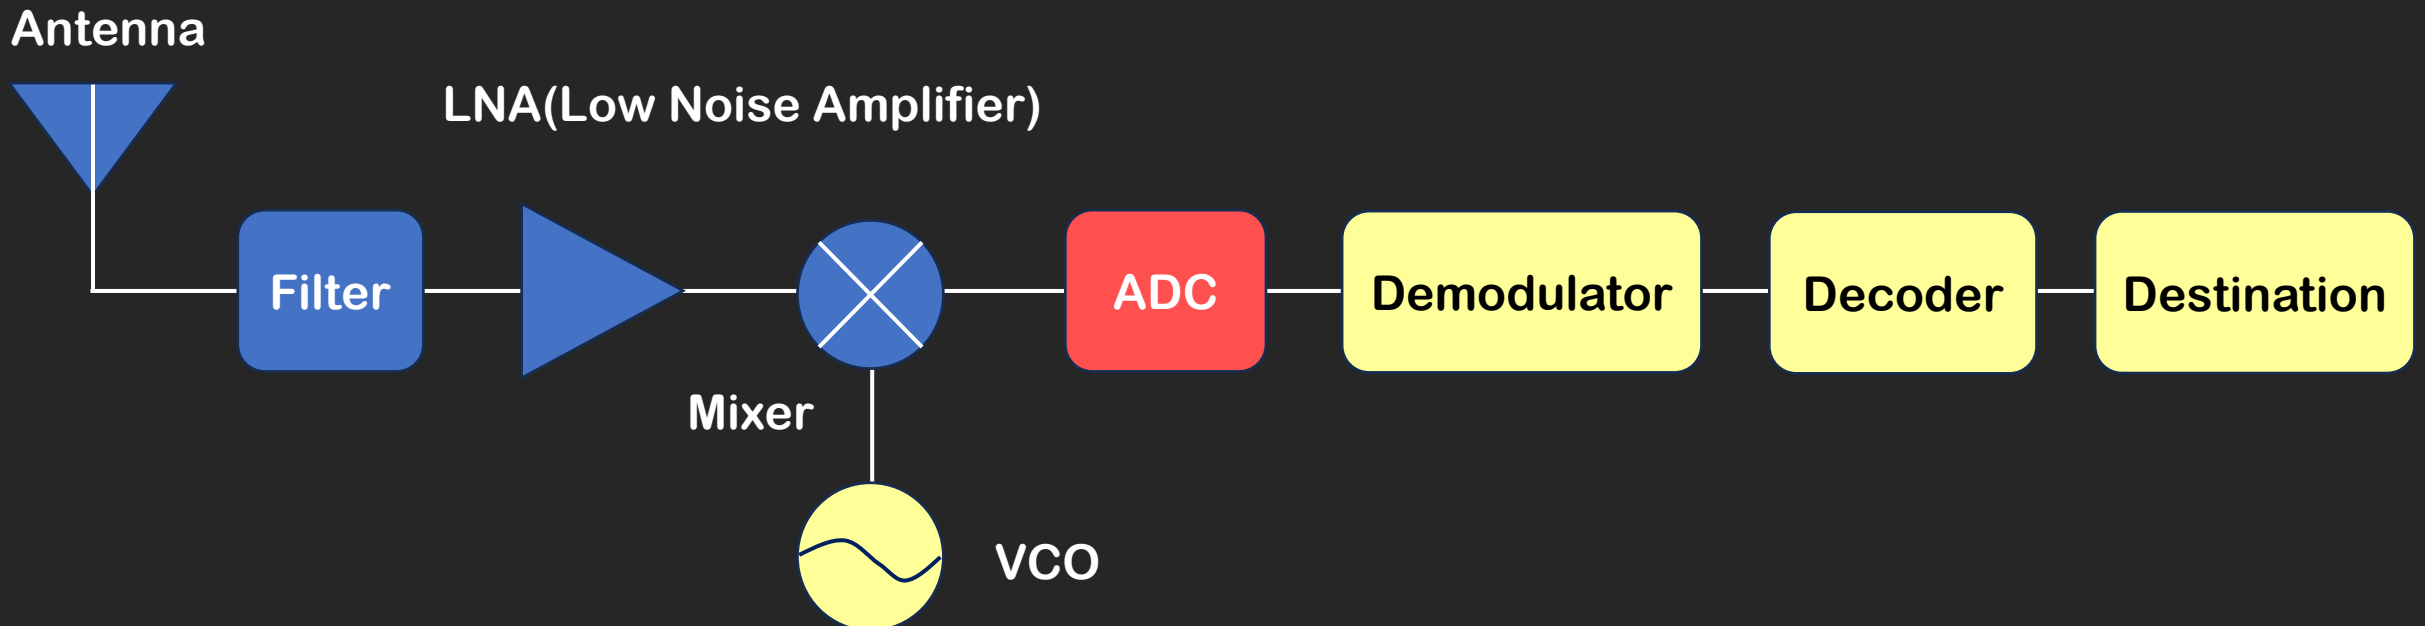 Antenna
LNA(Low Noise Amplifier)
Filter
ADC
Demodulator
Decoder
Destination
Mixer
VCO